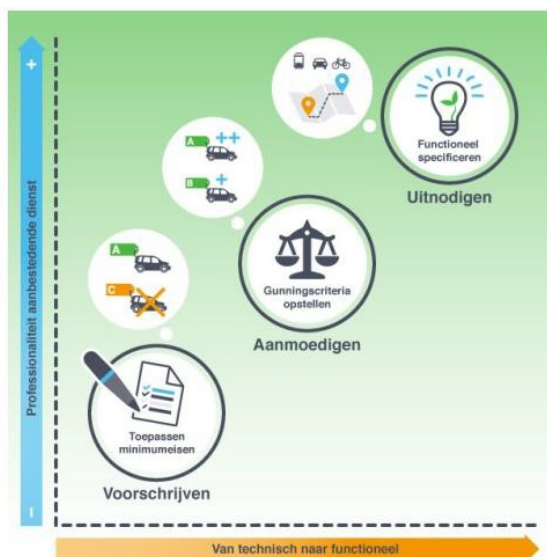 +
Professionaliteit aanbestedende dienst
−
Functioneel
specificeren
Uitnodigen
A ++
B +
Gunningscriteria
opstellen
Aanmoedigen
A
C
Toepassen
minimumeisen
Voorschrijven
Van technisch naar functioneel